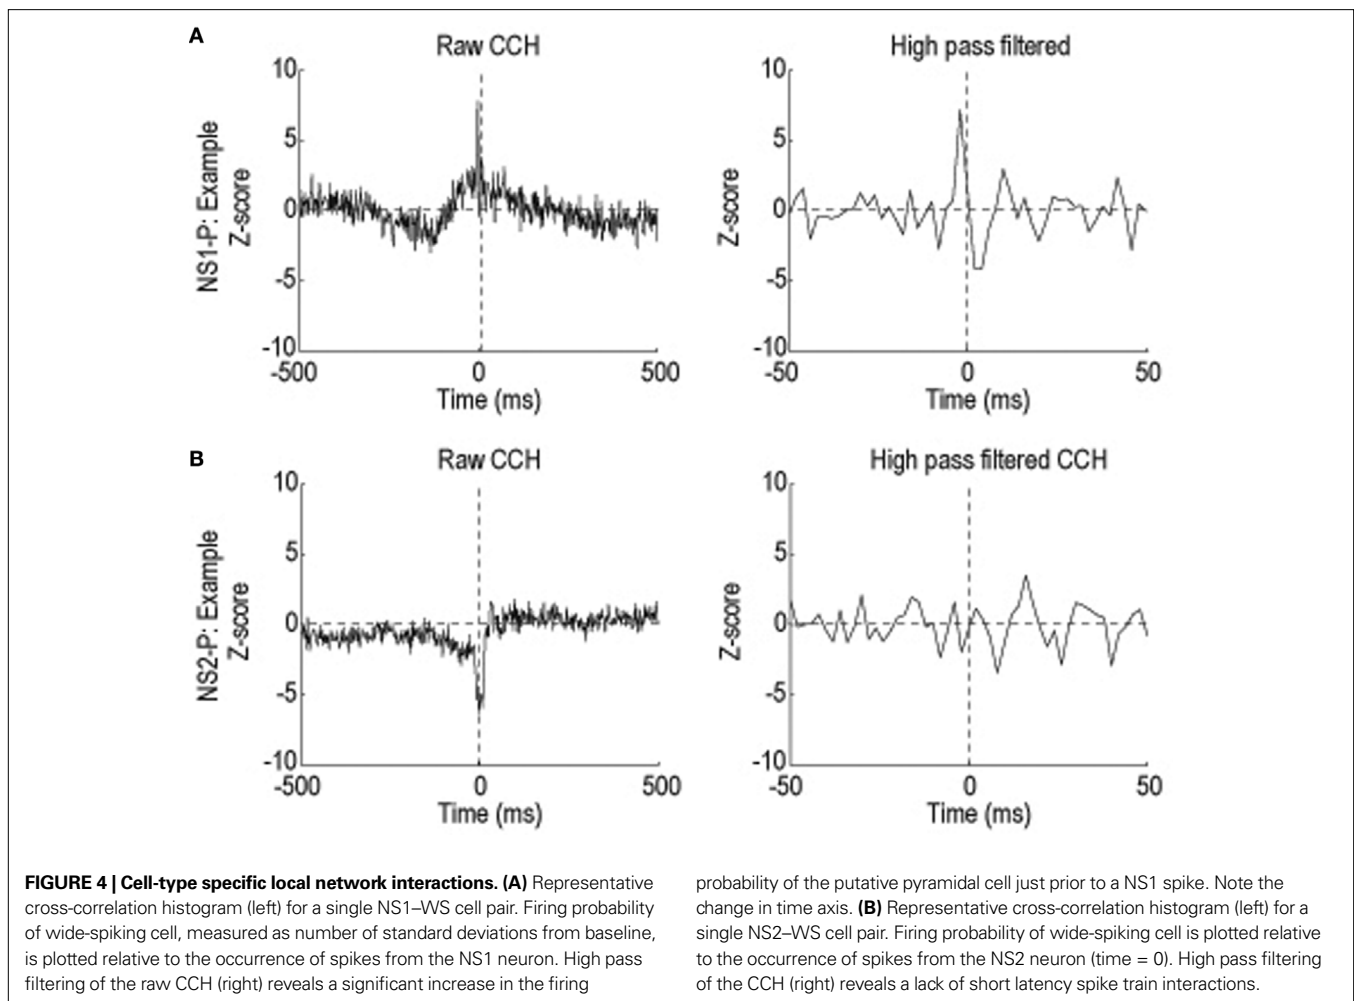 A
Raw CCH
High pass filtered
NS1-P: Example
Z-score
10
5
0
-5
-10
-500
0
500
Time (ms)
Z-score
10
5
0
-5
-10
-50
0
50
Time (ms)
B
Raw CCH
High pass filtered CCH
NS2-P: Example
Z-score
10
5
0
-5
-10
-500
0
500
Time (ms)
Z-score
10
5
0
-5
-10
-50
0
50
Time (ms)
FIGURE 4 | Cell-type specific local network interactions. (A) Representative
cross-correlation histogram (left) for a single NS1–WS cell pair. Firing probability
of wide-spiking cell, measured as number of standard deviations from baseline,
is plotted relative to the occurrence of spikes from the NS1 neuron. High pass
filtering of the raw CCH (right) reveals a significant increase in the firing
probability of the putative pyramidal cell just prior to a NS1 spike. Note the
change in time axis. (B) Representative cross-correlation histogram (left) for a
single NS2–WS cell pair. Firing probability of wide-spiking cell is plotted relative
to the occurrence of spikes from the NS2 neuron (time = 0). High pass filtering
of the CCH (right) reveals a lack of short latency spike train interactions.